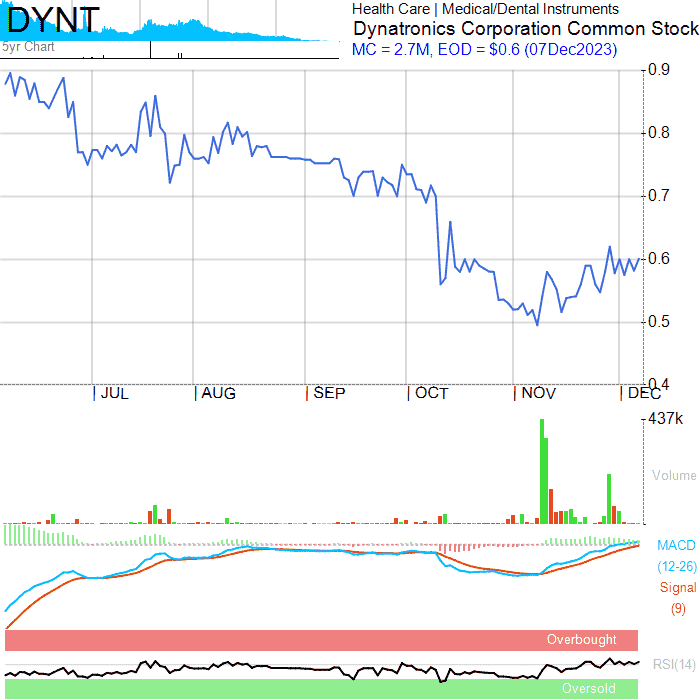 DYNT
5yr Chart
Health Care | Medical/Dental Instruments
Dynatronics Corporation Common Stock
MC = 2.7M, EOD = $0.6 (07Dec2023)
0.9
0.8
0.7
0.6
0.5
0.4
JUL AUG SEP OCT NOV DEC
437k
Volume
MACD
(12-26)
Signal
(9)
Overbought
RSI(14)
Oversold